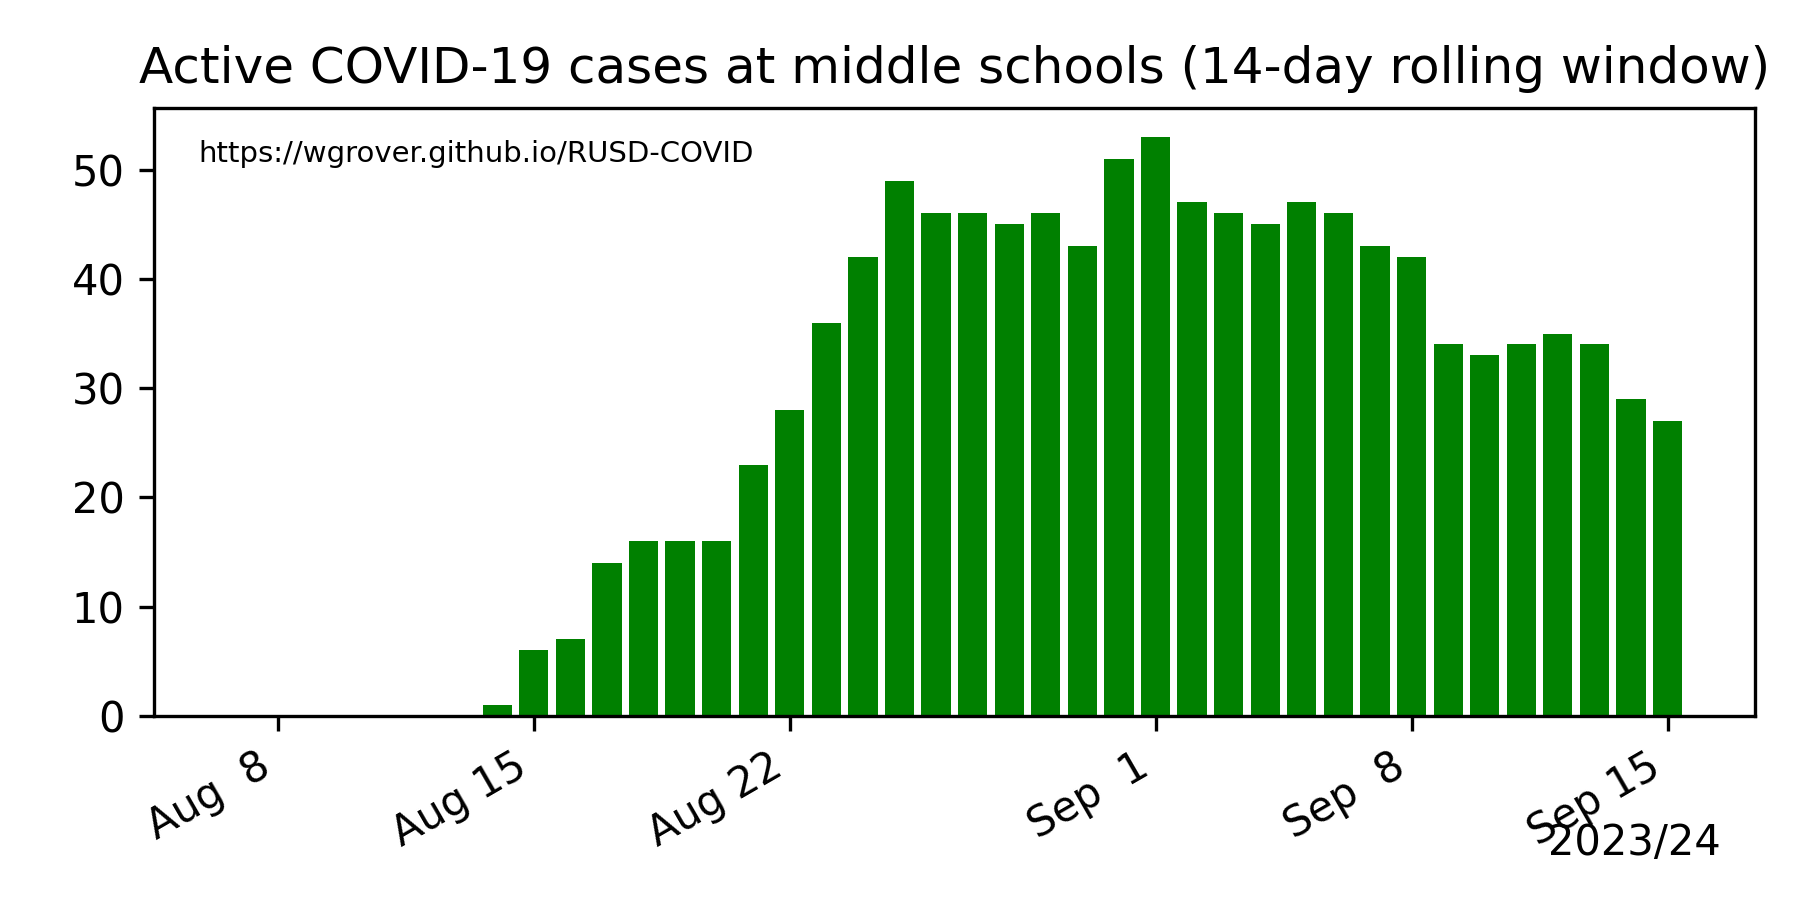 Active COVID-19 cases at middle schools (14-day rolling window)
https://wgrover.github.io/RUSD-COVID
50
40
30
20
10
0
Aug 8
Aug 15
Aug 22
Sep 1
Sep 8
Sep 15
2023/24